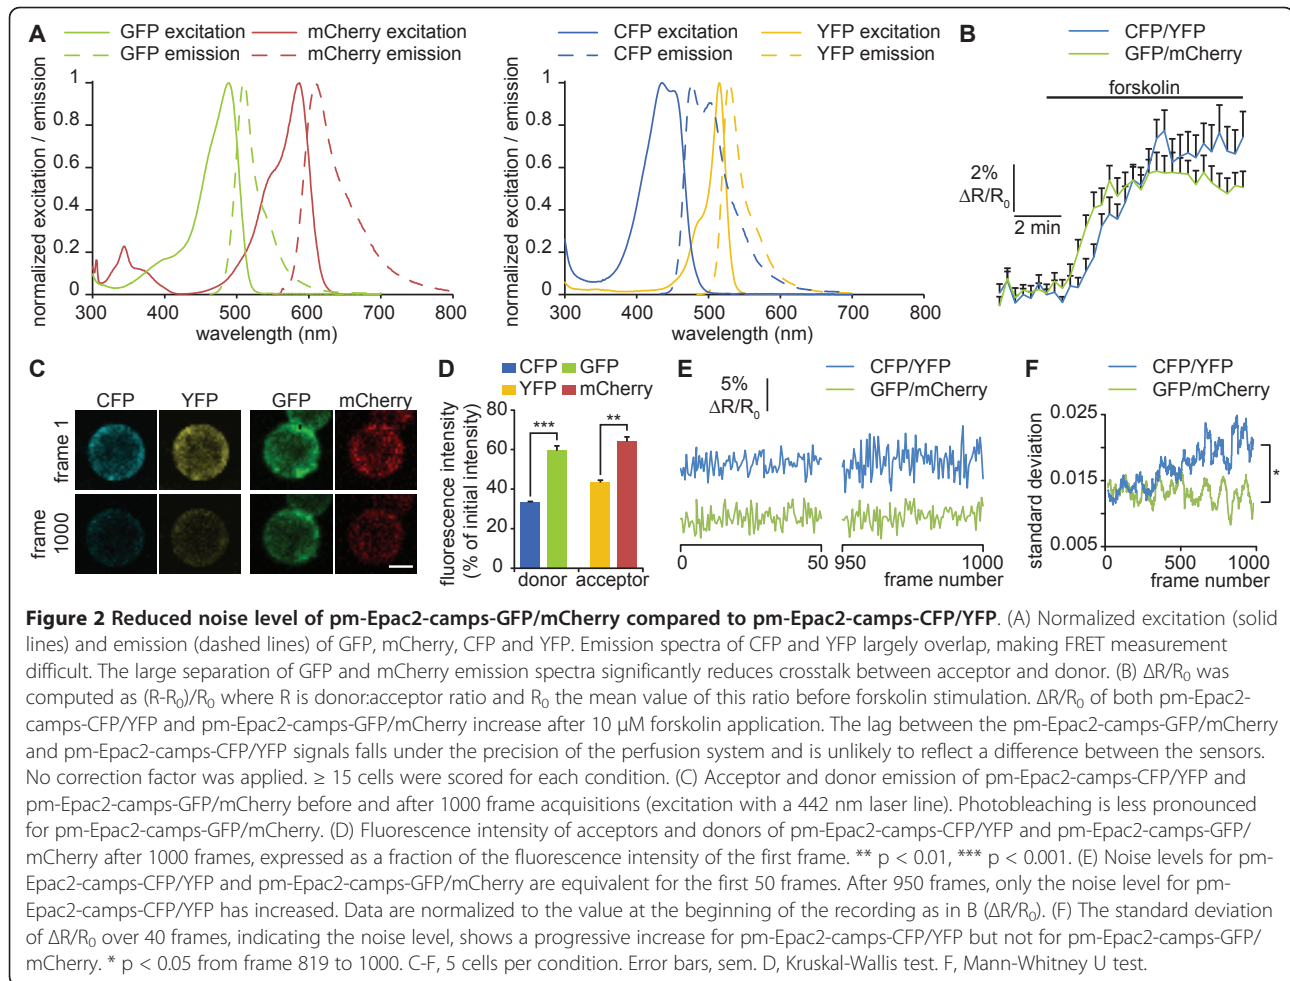 A
GFP excitation
mCherry excitation
GFP emission
mCherry emission
normalized excitation / emission
1
0.8
0.6
0.4
0.2
0
300 400 500 600 700 800
wavelength (nm)
CFP excitation
YFP excitation
CFP emission
YFP emission
normalized excitation / emission
1
0.8
0.6
0.4
0.2
0
300 400 500 600 700 800
wavelength (nm)
B
CFP/YFP
GFP/mCherry
forskolin
2%
ΔR/R₀
2 min
C
CFP YFP GFP mCherry
frame 1
frame
1000
D
CFP GFP
YFP mCherry
fluorescence intensity
(% of initial intensity)
80
60
40
20
0
*** **
donor acceptor
E
CFP/YFP
GFP/mCherry
5%
ΔR/R₀
0 50 950 1000
frame number
F
CFP/YFP
GFP/mCherry
standard deviation
0.025
0.015
0.005
*
0 500 1000
frame number
Figure 2 Reduced noise level of pm-Epac2-camps-GFP/mCherry compared to pm-Epac2-camps-CFP/YFP. (A) Normalized excitation (solid
lines) and emission (dashed lines) of GFP, mCherry, CFP and YFP. Emission spectra of CFP and YFP largely overlap, making FRET measurement
difficult. The large separation of GFP and mCherry emission spectra significantly reduces crosstalk between acceptor and donor. (B) ΔR/R₀ was
computed as (R-R₀)/R₀ where R is donor:acceptor ratio and R₀ the mean value of this ratio before forskolin stimulation. ΔR/R₀ of both pm-Epac2-
camps-CFP/YFP and pm-Epac2-camps-GFP/mCherry increase after 10 μM forskolin application. The lag between the pm-Epac2-camps-GFP/mCherry
and pm-Epac2-camps-CFP/YFP signals falls under the precision of the perfusion system and is unlikely to reflect a difference between the sensors.
No correction factor was applied. ≥ 15 cells were scored for each condition. (C) Acceptor and donor emission of pm-Epac2-camps-CFP/YFP and
pm-Epac2-camps-GFP/mCherry before and after 1000 frame acquisitions (excitation with a 442 nm laser line). Photobleaching is less pronounced
for pm-Epac2-camps-GFP/mCherry. (D) Fluorescence intensity of acceptors and donors of pm-Epac2-camps-CFP/YFP and pm-Epac2-camps-GFP/
mCherry after 1000 frames, expressed as a fraction of the fluorescence intensity of the first frame. ** p < 0.01, *** p < 0.001. (E) Noise levels for pm-
Epac2-camps-CFP/YFP and pm-Epac2-camps-GFP/mCherry are equivalent for the first 50 frames. After 950 frames, only the noise level for pm-
Epac2-camps-CFP/YFP has increased. Data are normalized to the value at the beginning of the recording as in B (ΔR/R₀). (F) The standard deviation
of ΔR/R₀ over 40 frames, indicating the noise level, shows a progressive increase for pm-Epac2-camps-CFP/YFP but not for pm-Epac2-camps-GFP/
mCherry. * p < 0.05 from frame 819 to 1000. C-F, 5 cells per condition. Error bars, sem. D, Kruskal-Wallis test. F, Mann-Whitney U test.